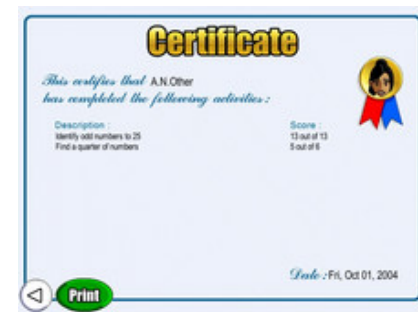 Certificate
This certifies that A.N.Other
has completed the following activities :
Description : Score :
Identify odd numbers to 25 13 out of 13
Find a quarter of numbers 5 out of 6
Date : Fri, Oct 01, 2004
Print